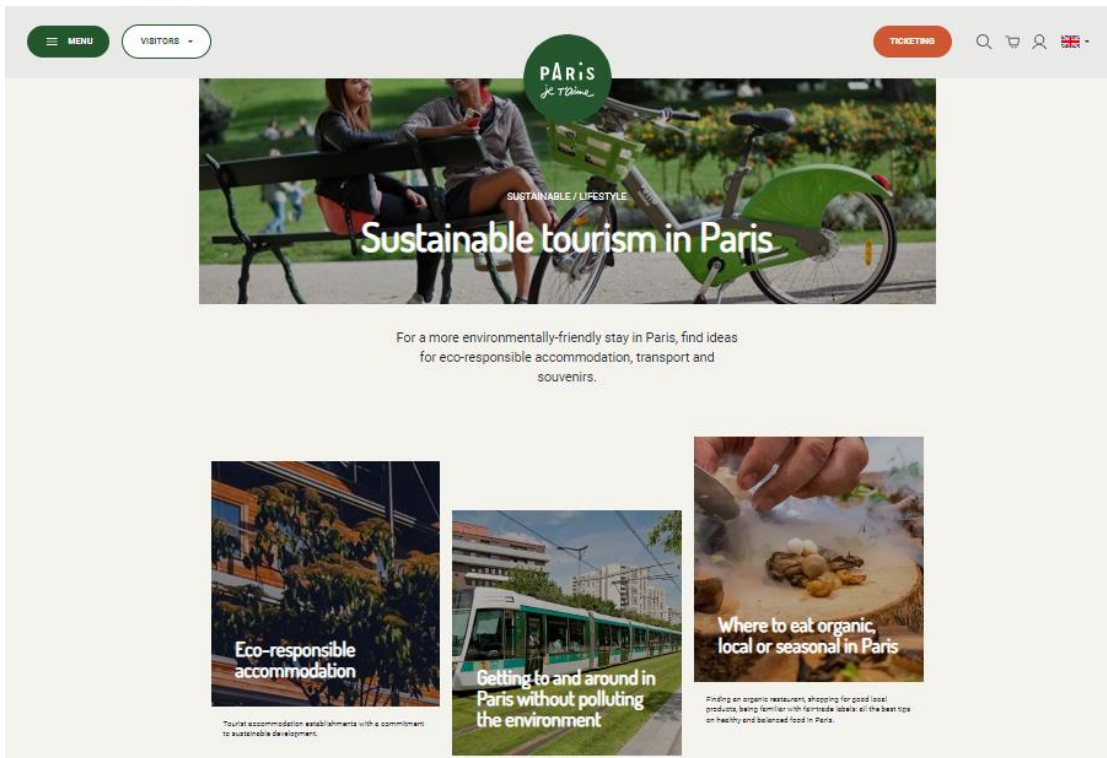 MENU
VISITORS
PARIS
je t'aime
TICKETING
SUSTAINABLE / LIFESTYLE
Sustainable tourism in Paris
For a more environmentally-friendly stay in Paris, find ideas
for eco-responsible accommodation, transport and
souvenirs.
Eco-responsible
accommodation
Tourist accommodation establishments with a commitment
to sustainable development.
Getting to and around in
Paris without polluting
the environment
Where to eat organic,
local or seasonal in Paris
Finding an organic restaurant, shopping for good local
products, being familiar with fair-trade labels: all the best tips
on healthy and balanced food in Paris.